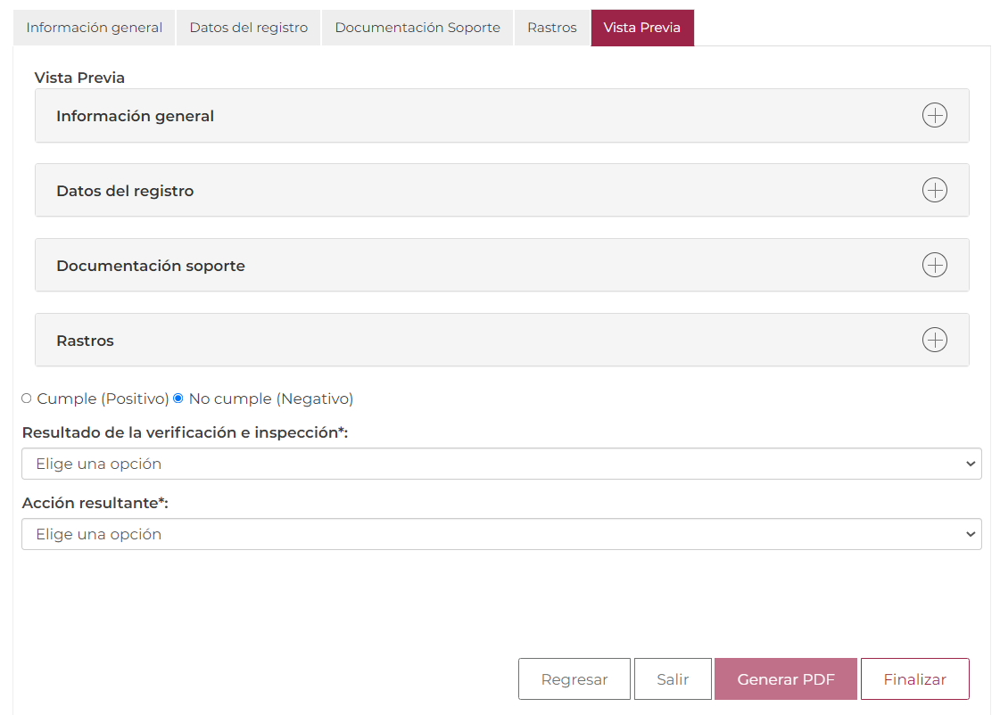 Información general Datos del registro Documentación Soporte Rastros Vista Previa
Vista Previa
Información general
Datos del registro
Documentación soporte
Rastros
Cumple (Positivo) No cumple (Negativo)
Resultado de la verificación e inspección*:
Elige una opción
Acción resultante*:
Elige una opción
Regresar Salir Generar PDF Finalizar